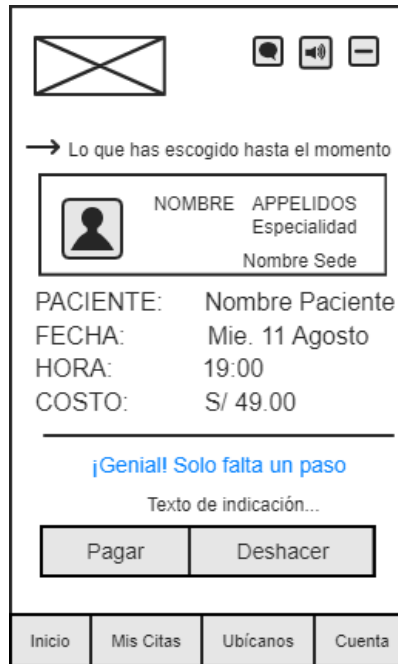 Lo que has escogido hasta el momento
NOMBRE APPELIDOS
Especialidad
Nombre Sede
PACIENTE: Nombre Paciente
FECHA: Mie. 11 Agosto
HORA: 19:00
COSTO: S/ 49.00
¡Genial! Solo falta un paso
Texto de indicación...
Pagar Deshacer
Inicio Mis Citas Ubícanos Cuenta